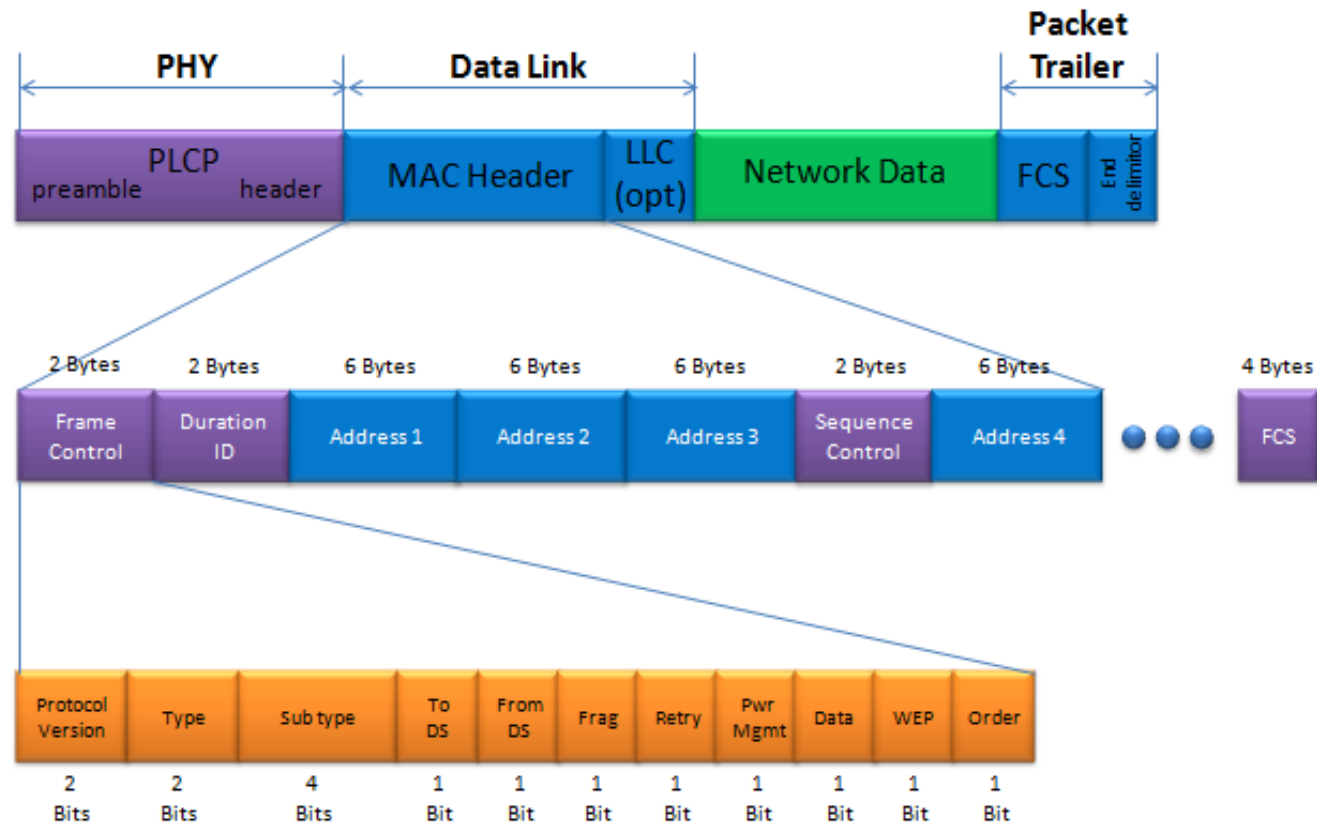 Packet
PHY Data Link Trailer
PLCP
preamble header
MAC Header
LLC
(opt)
Network Data
FCS
End
delimitor
2 Bytes 2 Bytes 6 Bytes 6 Bytes 6 Bytes 2 Bytes 6 Bytes 4 Bytes
Frame
Control
Duration
ID
Address 1
Address 2
Address 3
Sequence
Control
Address 4
FCS
Protocol
Version
Type
Sub type
To
DS
From
DS
Frag
Retry
Pwr
Mgmt
Data
WEP
Order
2 2 4 1 1 1 1 1 1 1 1
Bits Bits Bits Bit Bit Bit Bit Bit Bit Bit Bit